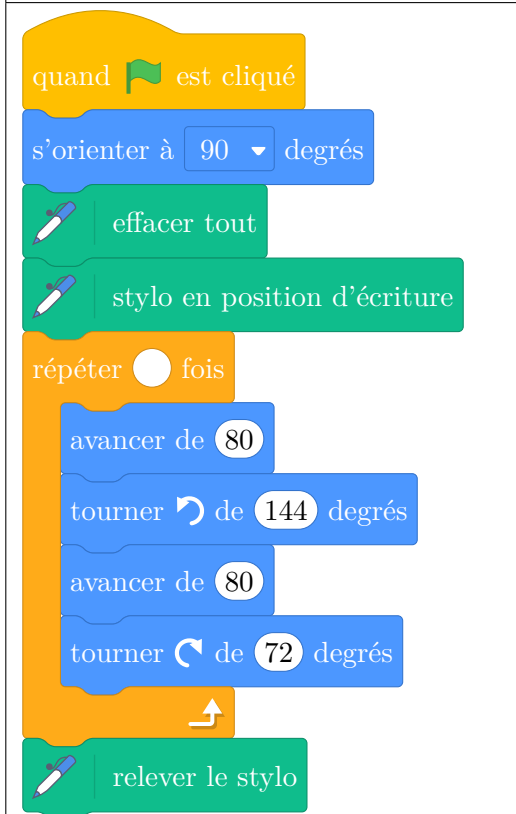 quand est cliqué
s'orienter à 90 degrés
effacer tout
stylo en position d'écriture
répéter fois
avancer de 80
tourner de 144 degrés
avancer de 80
tourner de 72 degrés
relever le stylo